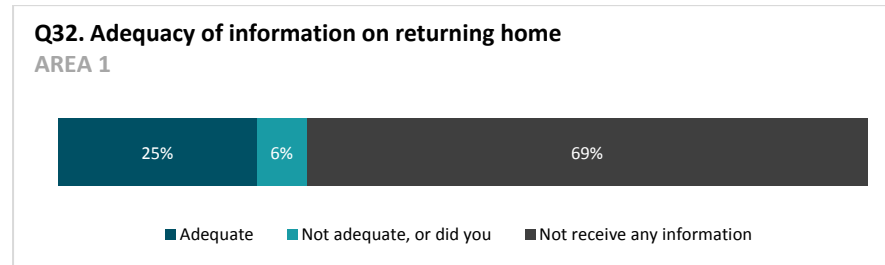 Q32. Adequacy of information on returning home
AREA 1
25% 6% 69%
Adequate Not adequate, or did you Not receive any information